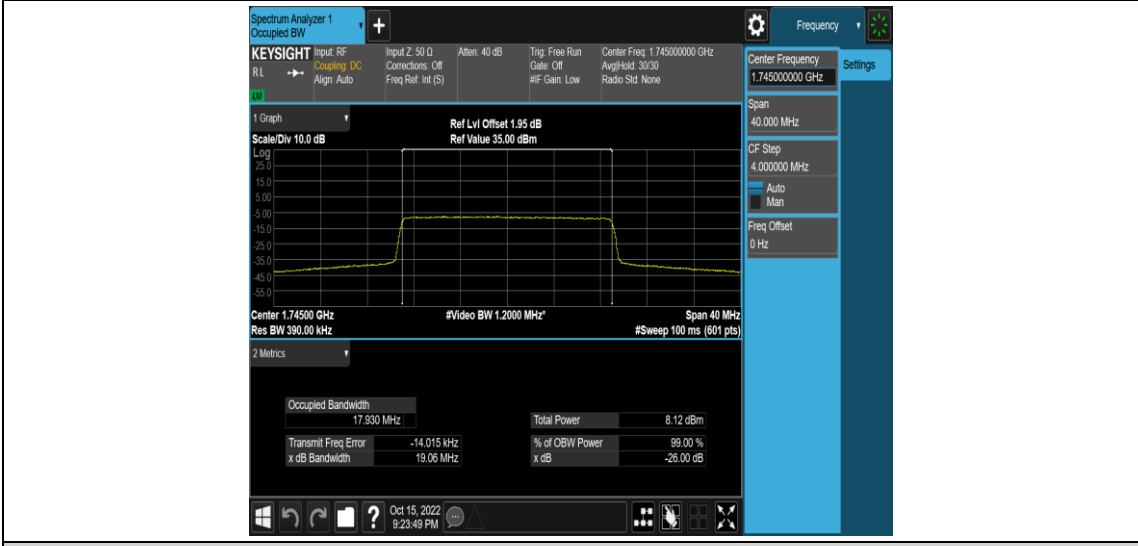 Spectrum Analyzer 1
Occupied BW
+
Frequency
KEYSIGHT
RL
Input: RF
Coupling: DC
Align: Auto
Input Z: 50 Ω
Corrections: Off
Freq Ref: Int (S)
Atten: 40 dB
Trig: Free Run
Gate: Off
#IF Gain: Low
Center Freq: 1.745000000 GHz
Avg|Hold: 30/30
Radio Std: None
1 Graph
Scale/Div 10.0 dB
Ref Lvl Offset 1.95 dB
Ref Value 35.00 dBm
Log
25.0
15.0
5.00
-5.00
-15.0
-25.0
-35.0
-45.0
-55.0
Center 1.74500 GHz
#Video BW 1.2000 MHz*
Span 40 MHz
Res BW 390.00 kHz
#Sweep 100 ms (601 pts)
2 Metrics
Occupied Bandwidth
17.930 MHz
Total Power 8.12 dBm
Transmit Freq Error -14.015 kHz
% of OBW Power 99.00 %
x dB Bandwidth 19.06 MHz
x dB -26.00 dB
Center Frequency
1.745000000 GHz
Settings
Span
40.000 MHz
CF Step
4.000000 MHz
Auto
Man
Freq Offset
0 Hz
?
Oct 15, 2022
9:23:49 PM